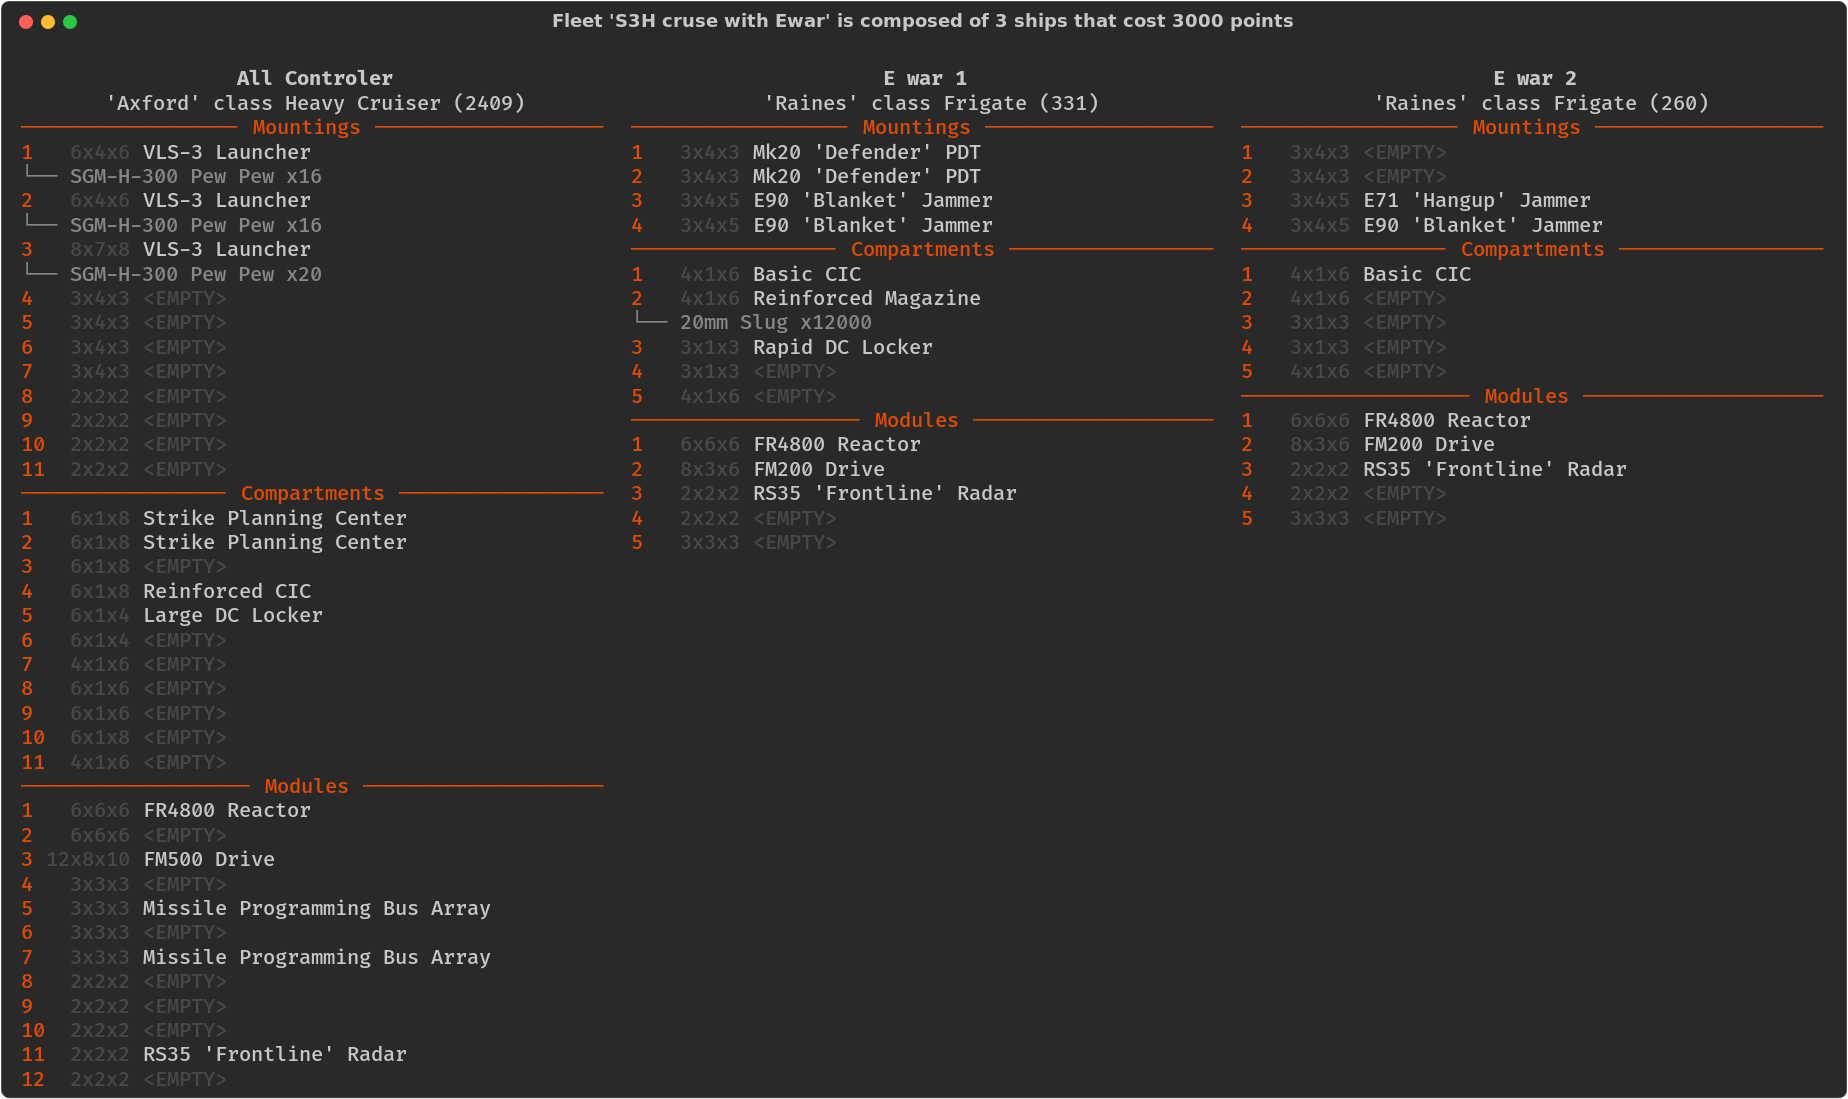 Fleet 'S3H cruse with Ewar' is composed of 3 ships that cost 3000 points
All Controler
'Axford' class Heavy Cruiser (2409)
Mountings
1 6x4x6 VLS-3 Launcher
└── SGM-H-300 Pew Pew x16
2 6x4x6 VLS-3 Launcher
└── SGM-H-300 Pew Pew x16
3 8x7x8 VLS-3 Launcher
└── SGM-H-300 Pew Pew x20
4 3x4x3 <EMPTY>
5 3x4x3 <EMPTY>
6 3x4x3 <EMPTY>
7 3x4x3 <EMPTY>
8 2x2x2 <EMPTY>
9 2x2x2 <EMPTY>
10 2x2x2 <EMPTY>
11 2x2x2 <EMPTY>
Compartments
1 6x1x8 Strike Planning Center
2 6x1x8 Strike Planning Center
3 6x1x8 <EMPTY>
4 6x1x8 Reinforced CIC
5 6x1x4 Large DC Locker
6 6x1x4 <EMPTY>
7 4x1x6 <EMPTY>
8 6x1x6 <EMPTY>
9 6x1x6 <EMPTY>
10 6x1x8 <EMPTY>
11 4x1x6 <EMPTY>
Modules
1 6x6x6 FR4800 Reactor
2 6x6x6 <EMPTY>
3 12x8x10 FM500 Drive
4 3x3x3 <EMPTY>
5 3x3x3 Missile Programming Bus Array
6 3x3x3 <EMPTY>
7 3x3x3 Missile Programming Bus Array
8 2x2x2 <EMPTY>
9 2x2x2 <EMPTY>
10 2x2x2 <EMPTY>
11 2x2x2 RS35 'Frontline' Radar
12 2x2x2 <EMPTY>
E war 1
'Raines' class Frigate (331)
Mountings
1 3x4x3 Mk20 'Defender' PDT
2 3x4x3 Mk20 'Defender' PDT
3 3x4x5 E90 'Blanket' Jammer
4 3x4x5 E90 'Blanket' Jammer
Compartments
1 4x1x6 Basic CIC
2 4x1x6 Reinforced Magazine
└── 20mm Slug x12000
3 3x1x3 Rapid DC Locker
4 3x1x3 <EMPTY>
5 4x1x6 <EMPTY>
Modules
1 6x6x6 FR4800 Reactor
2 8x3x6 FM200 Drive
3 2x2x2 RS35 'Frontline' Radar
4 2x2x2 <EMPTY>
5 3x3x3 <EMPTY>
E war 2
'Raines' class Frigate (260)
Mountings
1 3x4x3 <EMPTY>
2 3x4x3 <EMPTY>
3 3x4x5 E71 'Hangup' Jammer
4 3x4x5 E90 'Blanket' Jammer
Compartments
1 4x1x6 Basic CIC
2 4x1x6 <EMPTY>
3 3x1x3 <EMPTY>
4 3x1x3 <EMPTY>
5 4x1x6 <EMPTY>
Modules
1 6x6x6 FR4800 Reactor
2 8x3x6 FM200 Drive
3 2x2x2 RS35 'Frontline' Radar
4 2x2x2 <EMPTY>
5 3x3x3 <EMPTY>